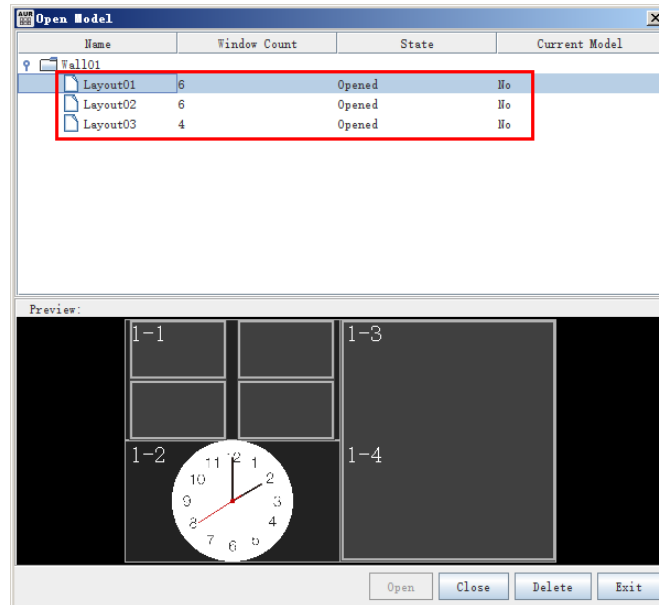 AUR Open Model
Name Window Count State Current Model
Wall01
Layout01 6 Opened No
Layout02 6 Opened No
Layout03 4 Opened No
Preview:
1-1 1-3
1-2 1-4
11 12 1
10 2
9 3
8 4
7 6 5
Open Close Delete Exit